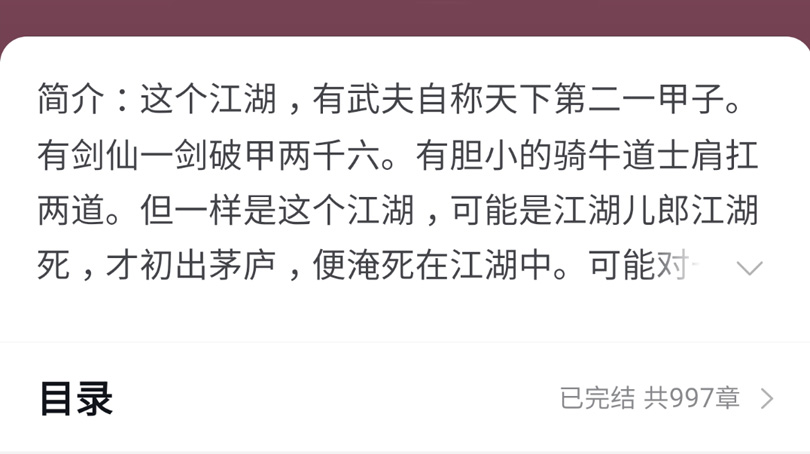 简介：这个江湖，有武夫自称天下第二一甲子。
有剑仙一剑破甲两千六。有胆小的骑牛道士肩扛
两道。但一样是这个江湖，可能是江湖儿郎江湖
死，才初出茅庐，便淹死在江湖中。可能对
目录
已完结 共997章